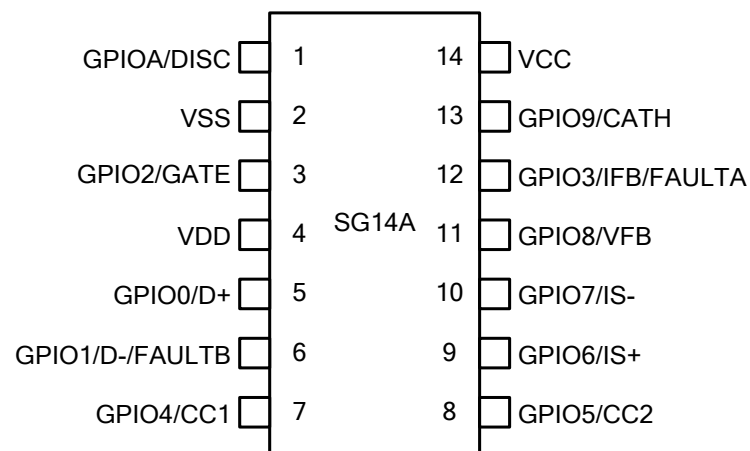 GPIOA/DISC 1 14 VCC
VSS 2 13 GPIO9/CATH
GPIO2/GATE 3 12 GPIO3/IFB/FAULTA
SG14A
VDD 4 11 GPIO8/VFB
GPIO0/D+ 5 10 GPIO7/IS-
GPIO1/D-/FAULTB 6 9 GPIO6/IS+
GPIO4/CC1 7 8 GPIO5/CC2